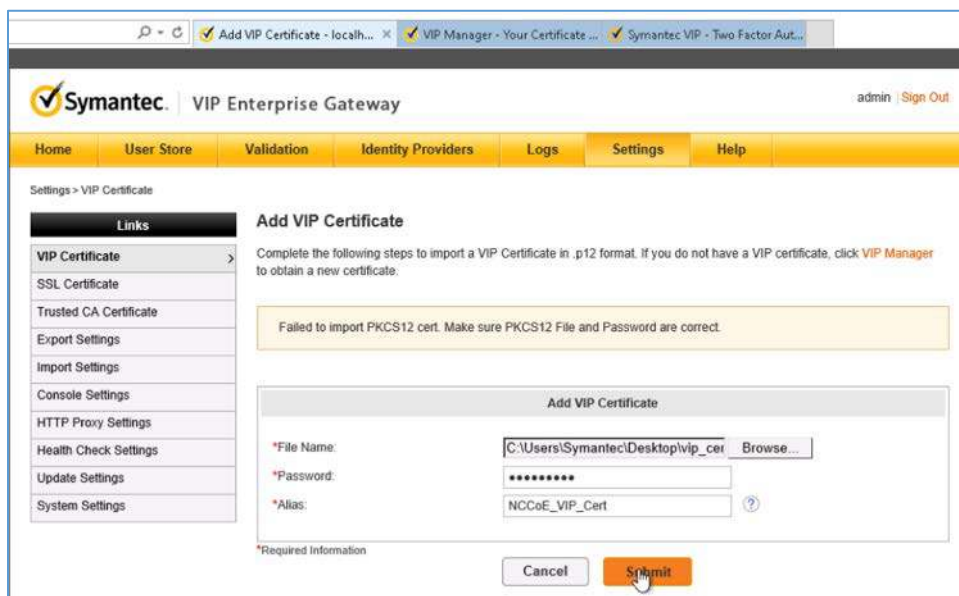 Add VIP Certificate - localh... × VIP Manager - Your Certificate ... Symantec VIP - Two Factor Aut...
Symantec. VIP Enterprise Gateway
admin Sign Out
Home User Store Validation Identity Providers Logs Settings Help
Settings > VIP Certificate
Links
VIP Certificate
SSL Certificate
Trusted CA Certificate
Export Settings
Import Settings
Console Settings
HTTP Proxy Settings
Health Check Settings
Update Settings
System Settings
Add VIP Certificate
Complete the following steps to import a VIP Certificate in .p12 format. If you do not have a VIP certificate, click VIP Manager
to obtain a new certificate.
Failed to import PKCS12 cert. Make sure PKCS12 File and Password are correct.
Add VIP Certificate
*File Name: C:\Users\Symantec\Desktop\vip_cer Browse...
*Password: •••••••••
*Alias: NCCoE_VIP_Cert ?
*Required Information
Cancel Submit